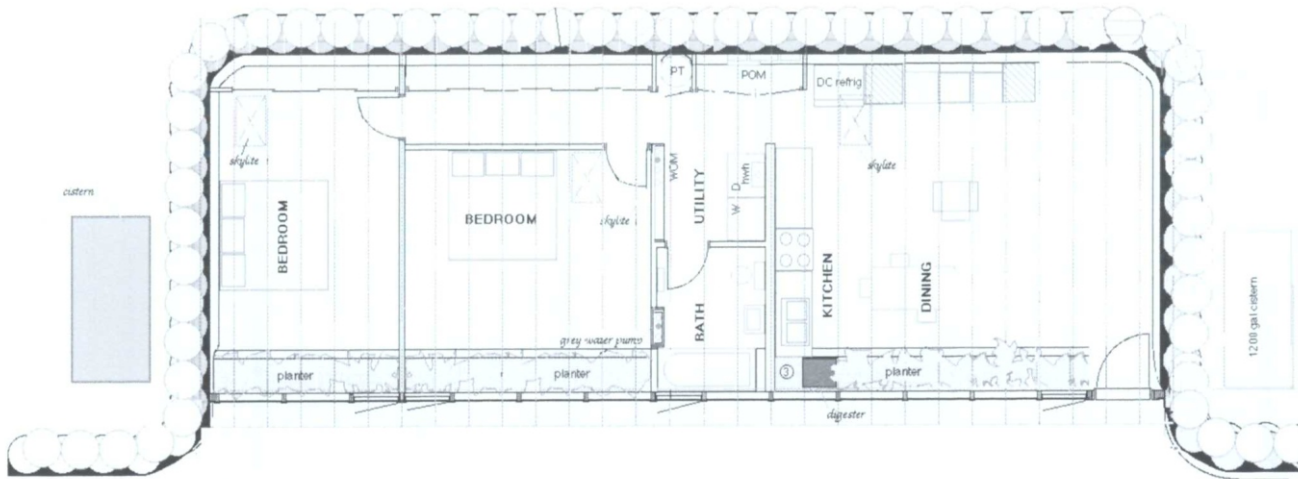 PT
POM
DC refrig
skylite
skylite
skylite
cistern
WOM
UTILITY
W D
hwh
BEDROOM
BEDROOM
KITCHEN
DINING
BATH
1208 gal cistern
grey water pump
planter
planter
3
planter
digester